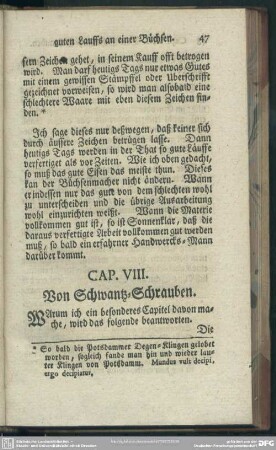 guten Lauffs an einer Büchsen. 47
sem Zeichen gehet, in seinem Kauff offt betrogen
wird. Man darf heutigs Tags nur etwas Gutes
mit einem gewissen Stämpffel oder Uberschrifft
gezeichnet vorweisen, so wird man alsobald eine
schlechtere Waare mit eben diesem Zeichen fin-
den. *
Ich sage dieses nur deßwegen, daß keiner sich
durch äussere Zeichen betrügen lasse. Dann
heutigs Tags werden in der That so gute Läuffe
verfertiget als vor Zeiten. Wie ich oben gedacht,
so muß das gute Eisen das meiste thun. Dieses
kan der Büchsenmacher nicht ändern. Wann
er indessen nur das gute von dem schlechten wohl
zu unterscheiden und die übrige Ausarbeitung
wohl einzurichten weißt. Wann die Matrie
vollkommen gut ist, so ist Sonnenklar, daß die
daraus verfertigte Arbeit vollkommen gut werden
muß, so bald ein erfahrner Handwercks-Mann
darüber kommt.
CAP. VIII.
Von Schwantz-Schrauben.
WArum ich ein besonderes Capitel davon ma-
che, wird das folgende beantworten.
Die
* So bald die Potsdammer Degen-Klingen gelobet
worden, sogleich fande man hin und wieder lau-
ter Klingen von Potsdamm. Mundus vult decipi,
ergo decipiatur.